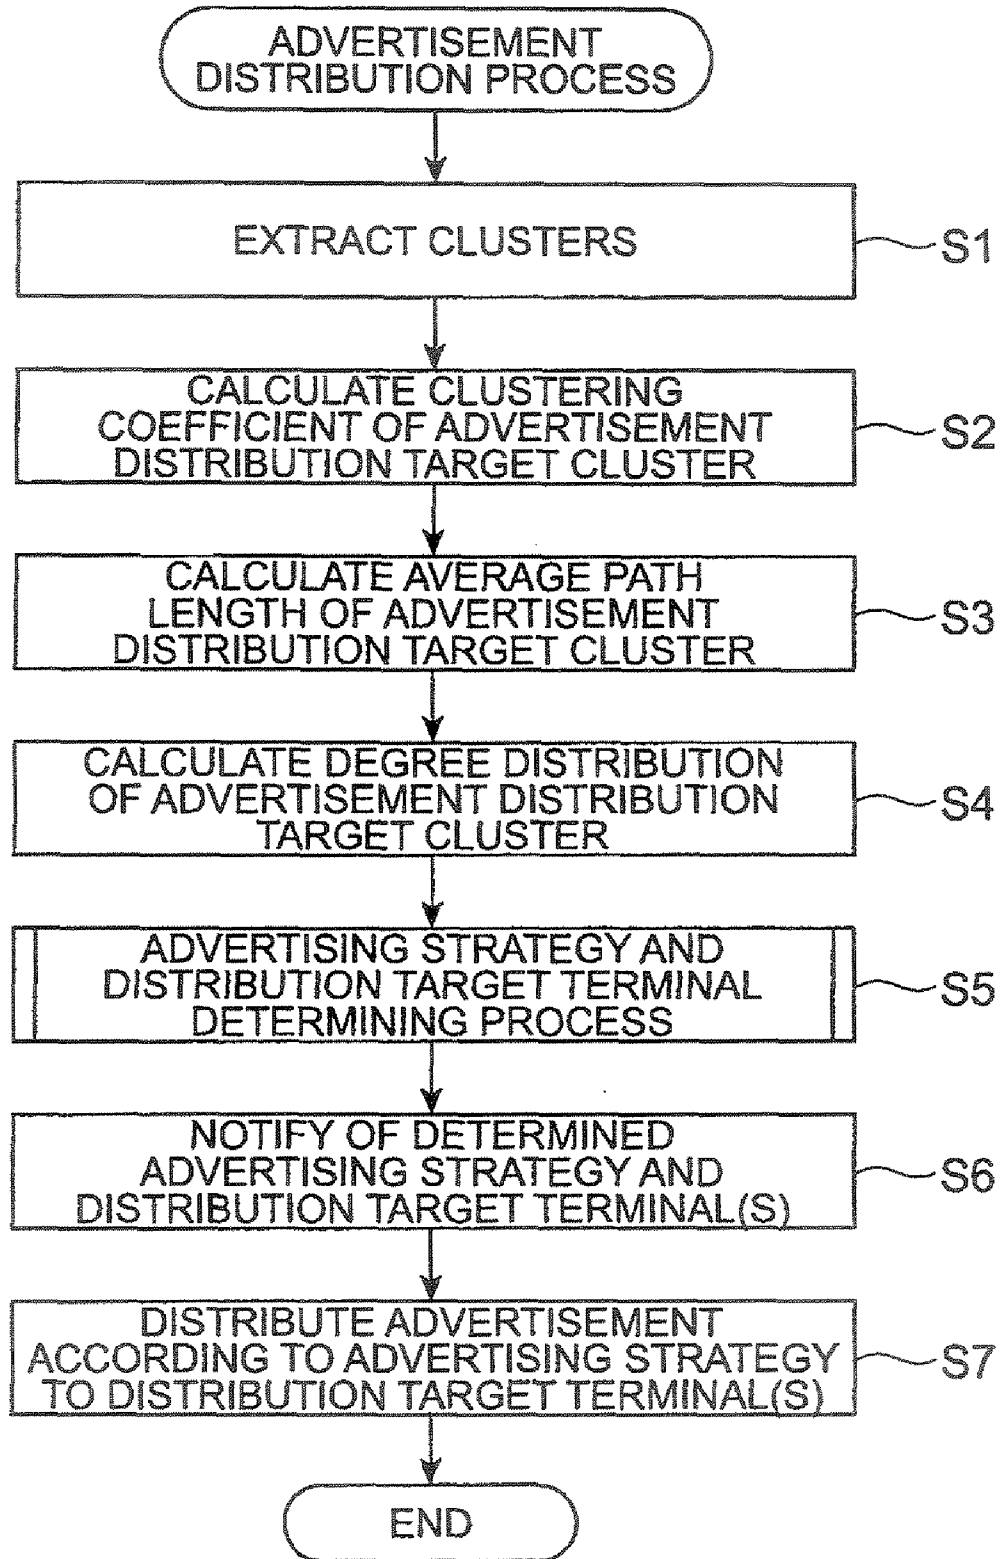 ADVERTISEMENT
DISTRIBUTION PROCESS
EXTRACT CLUSTERS
S1
CALCULATE CLUSTERING
COEFFICIENT OF ADVERTISEMENT
DISTRIBUTION TARGET CLUSTER
S2
CALCULATE AVERAGE PATH
LENGTH OF ADVERTISEMENT
DISTRIBUTION TARGET CLUSTER
S3
CALCULATE DEGREE DISTRIBUTION
OF ADVERTISEMENT DISTRIBUTION
TARGET CLUSTER
S4
ADVERTISING STRATEGY AND
DISTRIBUTION TARGET TERMINAL
DETERMINING PROCESS
S5
NOTIFY OF DETERMINED
ADVERTISING STRATEGY AND
DISTRIBUTION TARGET TERMINAL(S)
S6
DISTRIBUTE ADVERTISEMENT
ACCORDING TO ADVERTISING STRATEGY
TO DISTRIBUTION TARGET TERMINAL(S)
S7
END